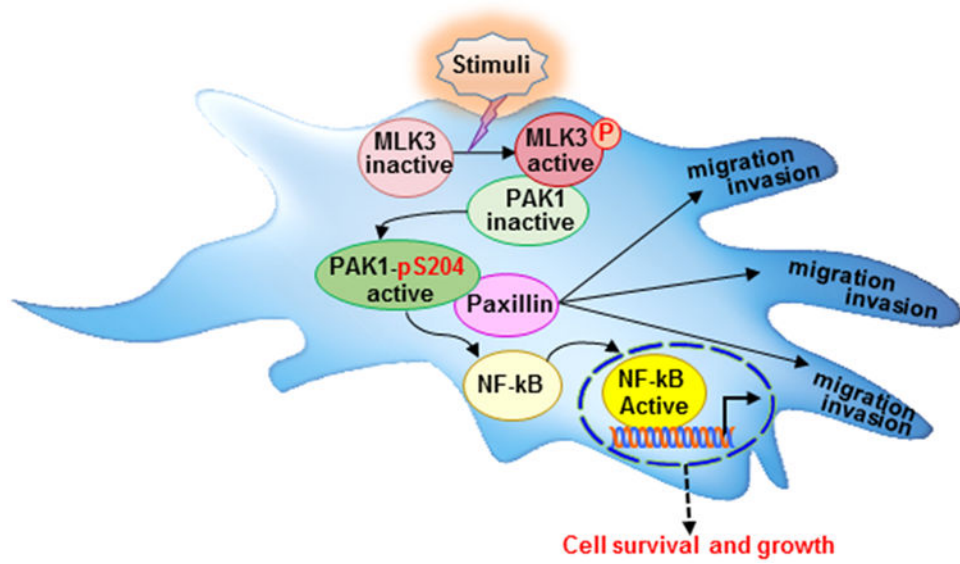 Stimuli
MLK3
inactive
MLK3
active
P
PAK1
inactive
PAK1-pS204
active
Paxillin
migration
invasion
migration
invasion
migration
invasion
NF-kB
NF-kB
Active
Cell survival and growth